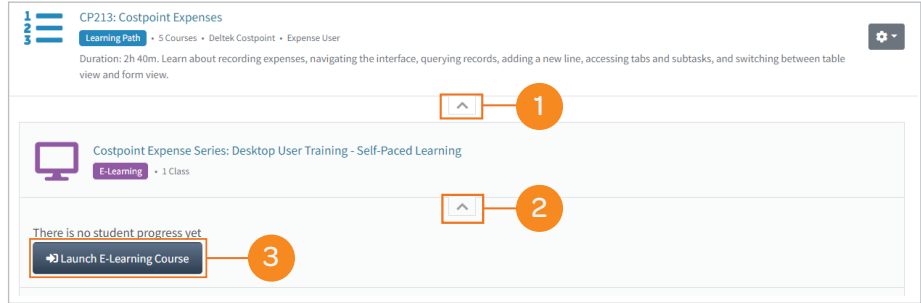 1
2
3
CP213: Costpoint Expenses
Learning Path • 5 Courses • Deltek Costpoint • Expense User
Duration: 2h 40m. Learn about recording expenses, navigating the interface, querying records, adding a new line, accessing tabs and subtasks, and switching between table
view and form view.
1
Costpoint Expense Series: Desktop User Training - Self-Paced Learning
E-Learning • 1 Class
2
There is no student progress yet
Launch E-Learning Course
3